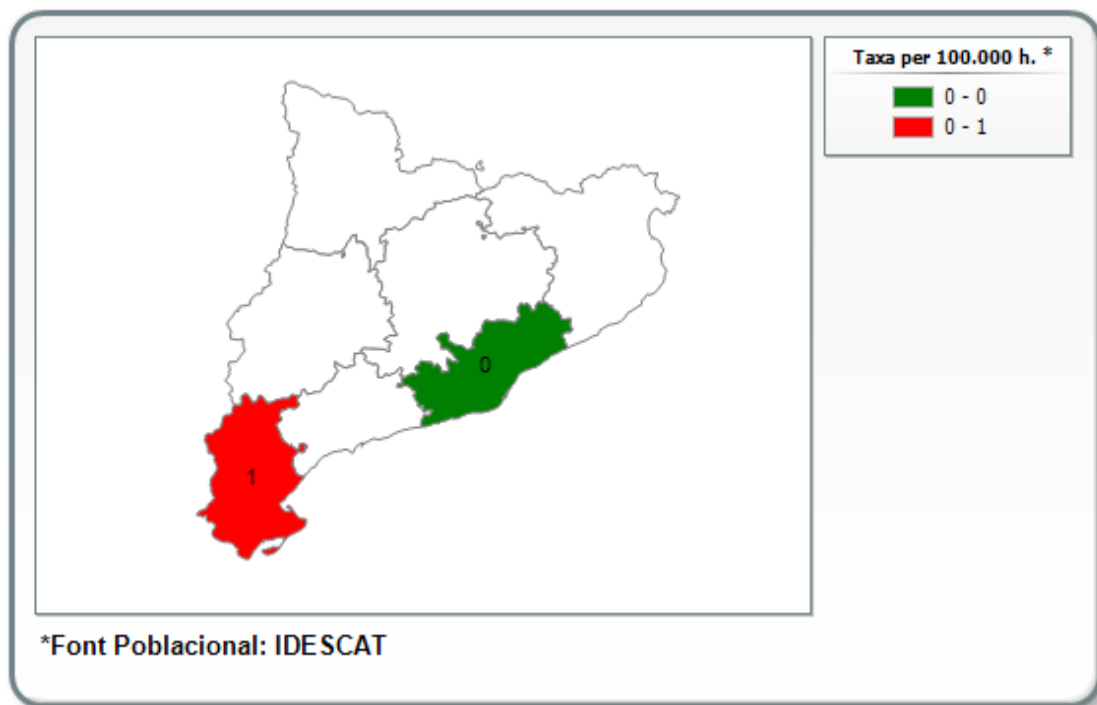 Taxa per 100.000 h. *
0 - 0
0 - 1
0
1
*Font Poblacional: IDESCAT